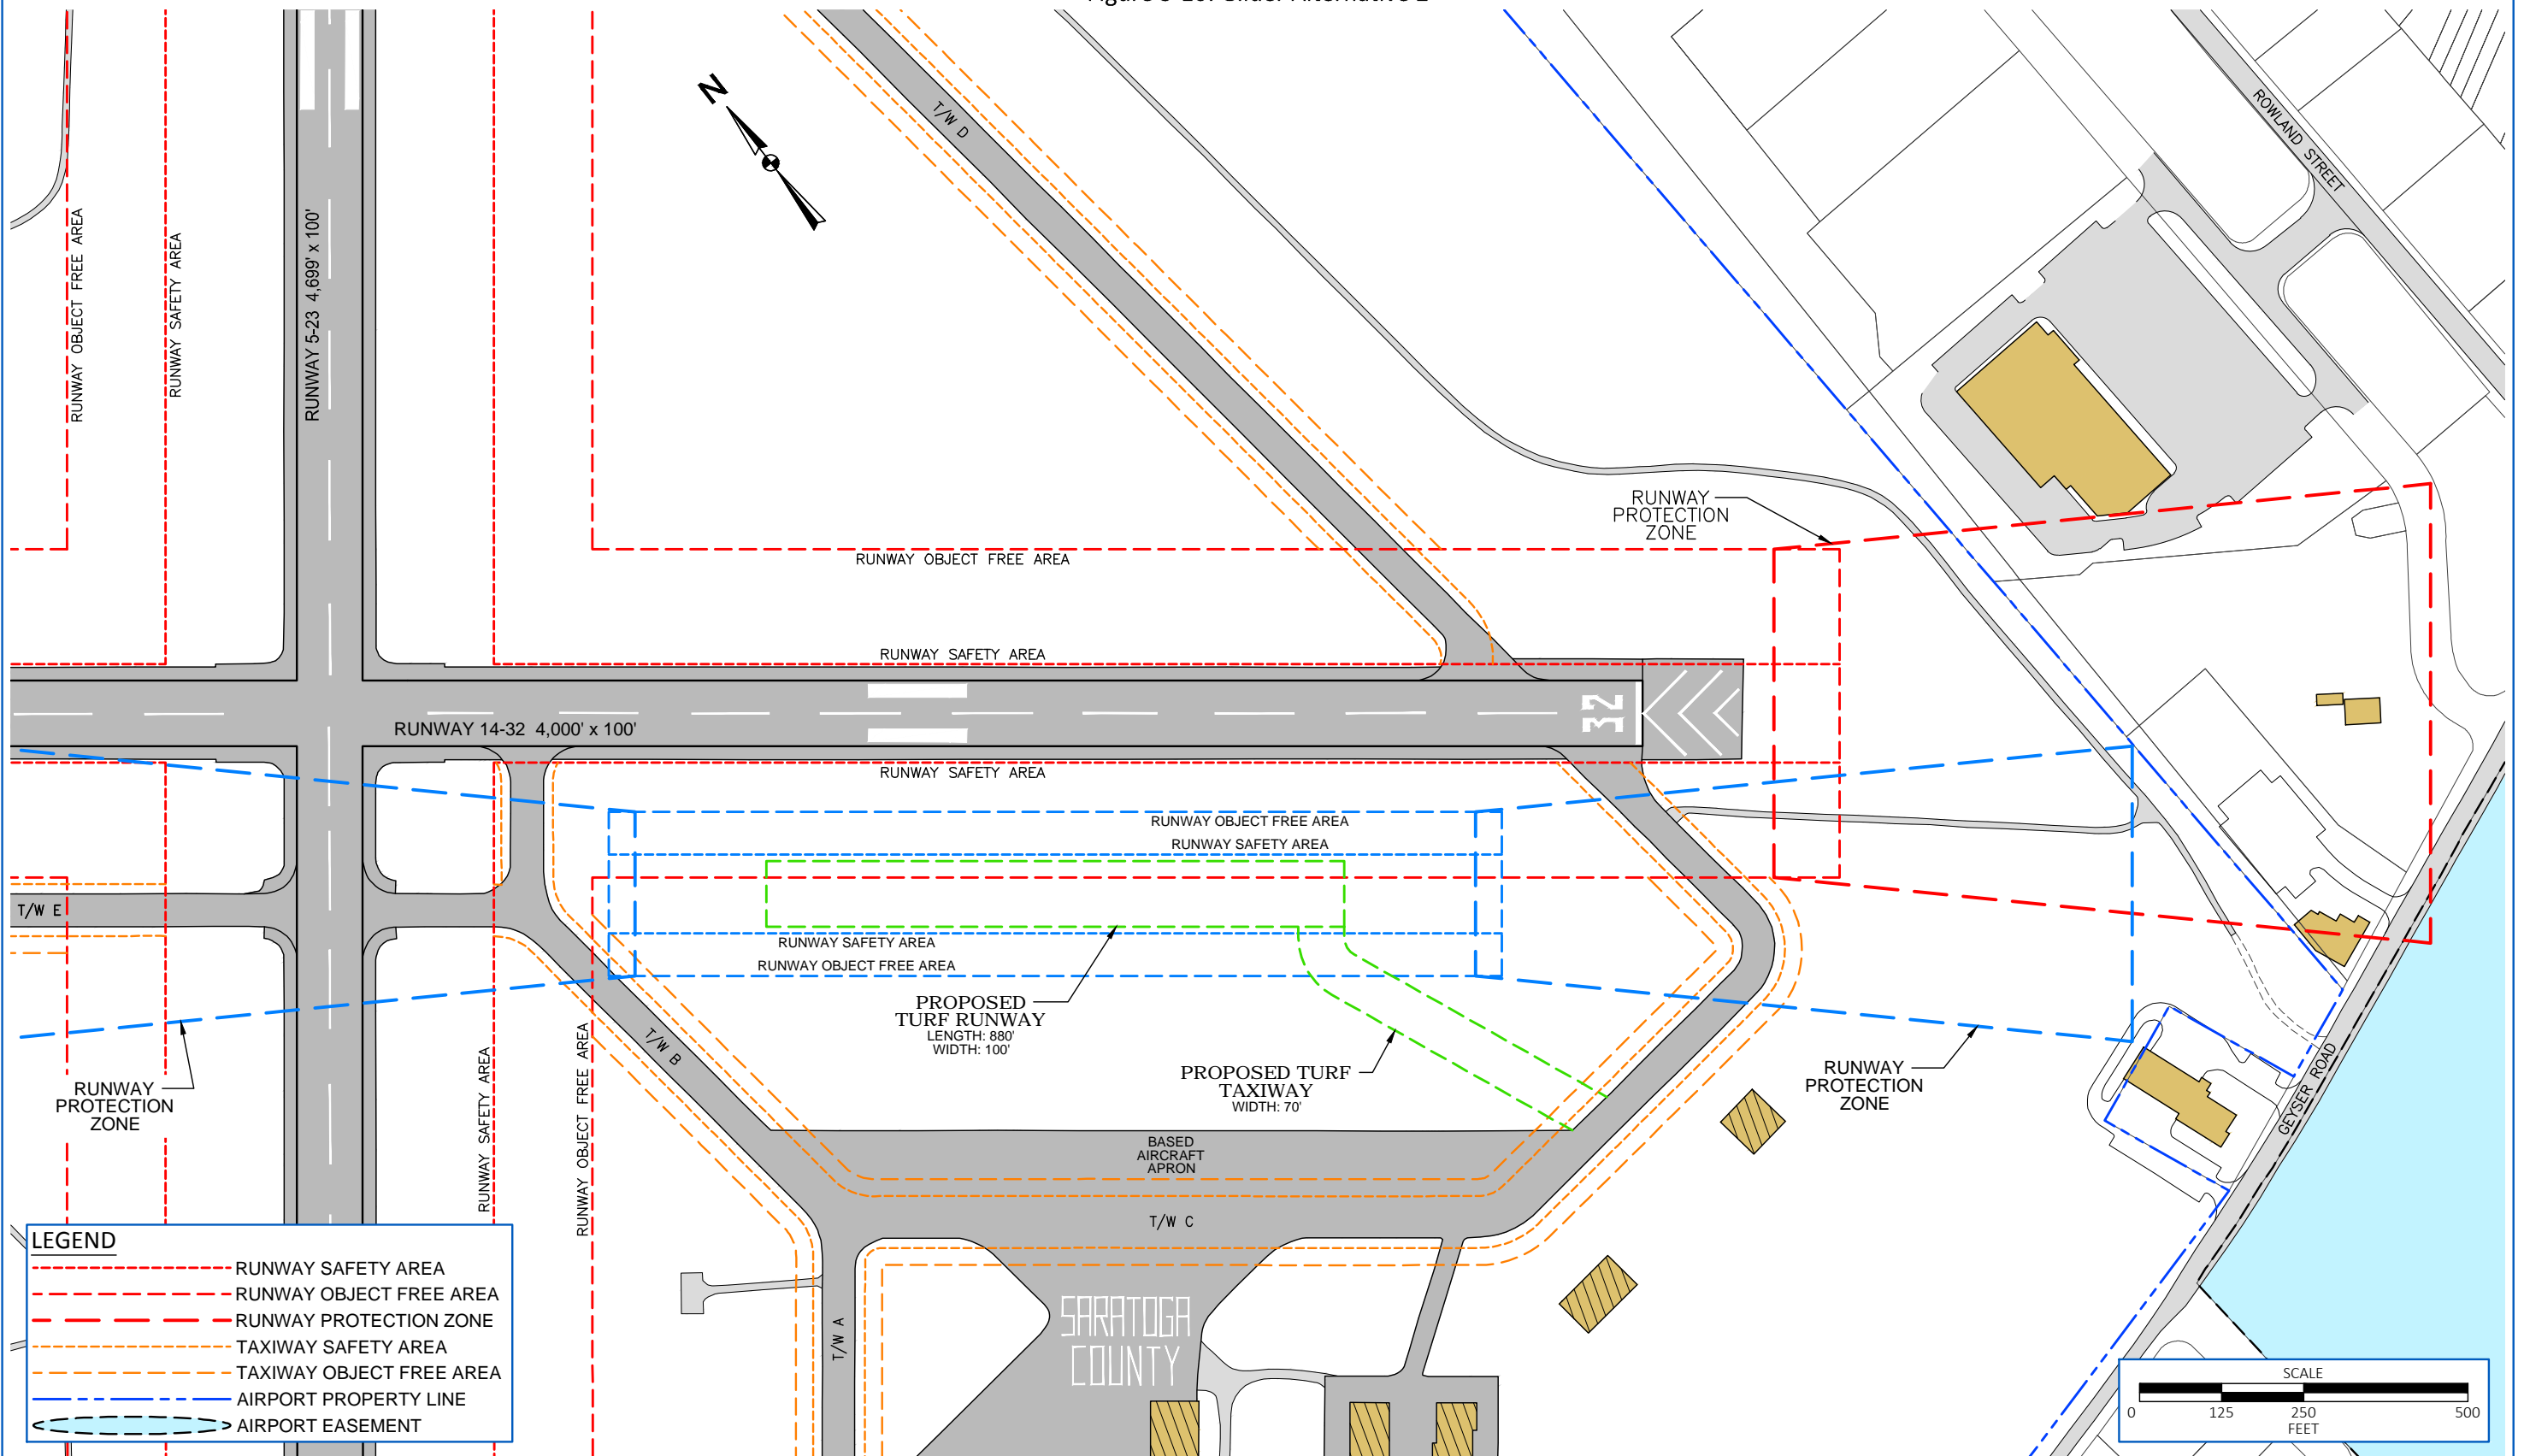 N
T/W D
ROWLAND STREET
RUNWAY OBJECT FREE AREA
RUNWAY SAFETY AREA
RUNWAY 5-23 4,699' x 100'
RUNWAY
PROTECTION
ZONE
RUNWAY OBJECT FREE AREA
RUNWAY SAFETY AREA
32
RUNWAY 14-32 4,000' x 100'
RUNWAY SAFETY AREA
RUNWAY OBJECT FREE AREA
RUNWAY SAFETY AREA
T/W E
RUNWAY SAFETY AREA
RUNWAY OBJECT FREE AREA
PROPOSED
TURF RUNWAY
LENGTH: 880'
WIDTH: 100'
T/W B
PROPOSED TURF
TAXIWAY
WIDTH: 70'
RUNWAY
PROTECTION
ZONE
RUNWAY
PROTECTION
ZONE
RUNWAY SAFETY AREA
RUNWAY OBJECT FREE AREA
GEYSER ROAD
BASED
AIRCRAFT
APRON
T/W C
T/W A
SARATOGA
COUNTY
LEGEND
RUNWAY SAFETY AREA
RUNWAY OBJECT FREE AREA
RUNWAY PROTECTION ZONE
TAXIWAY SAFETY AREA
TAXIWAY OBJECT FREE AREA
AIRPORT PROPERTY LINE
AIRPORT EASEMENT
SCALE
0 125 250 500
FEET